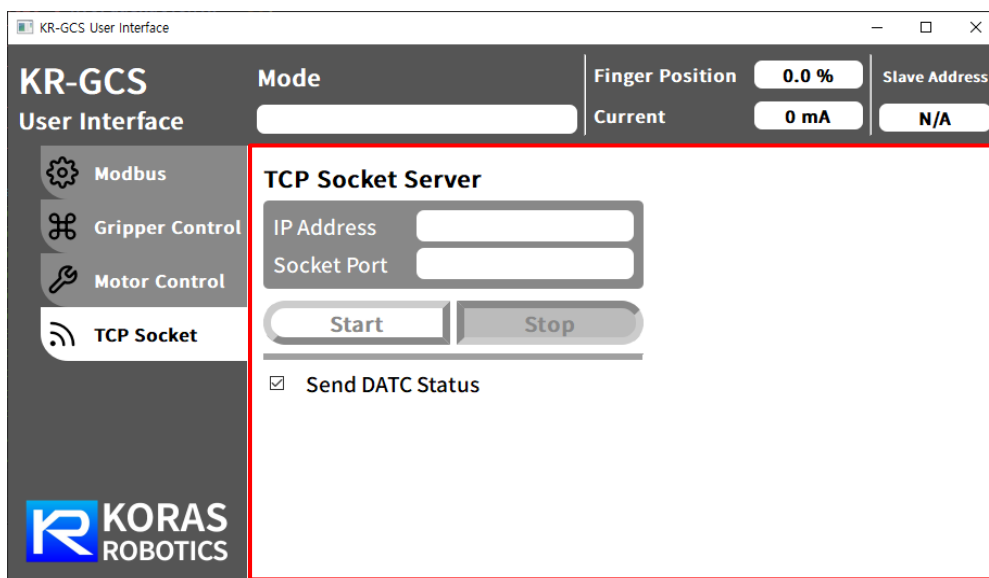 KR-GCS User Interface
KR-GCS
User Interface
Mode
Finger Position 0.0 %
Current 0 mA
Slave Address
N/A
Modbus
Gripper Control
Motor Control
TCP Socket
TCP Socket Server
IP Address
Socket Port
Start Stop
Send DATC Status
KORAS
ROBOTICS